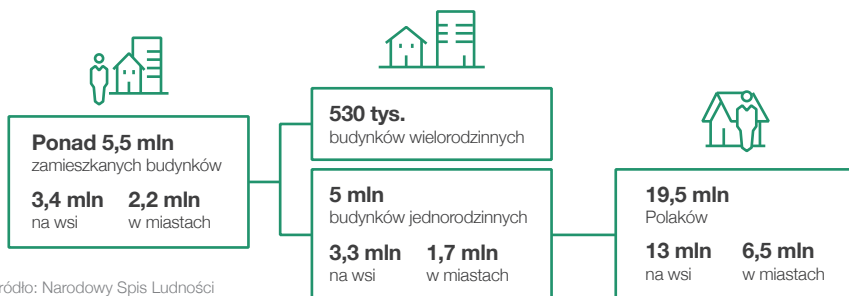 Ponad 5,5 mln
zamieszkanych budynków
3,4 mln 2,2 mln
na wsi w miastach
530 tys.
budynków wielorodzinnych
5 mln
budynków jednorodzinnych
3,3 mln 1,7 mln
na wsi w miastach
19,5 mln
Polaków
13 mln 6,5 mln
na wsi w miastach
ródło: Narodowy Spis Ludności